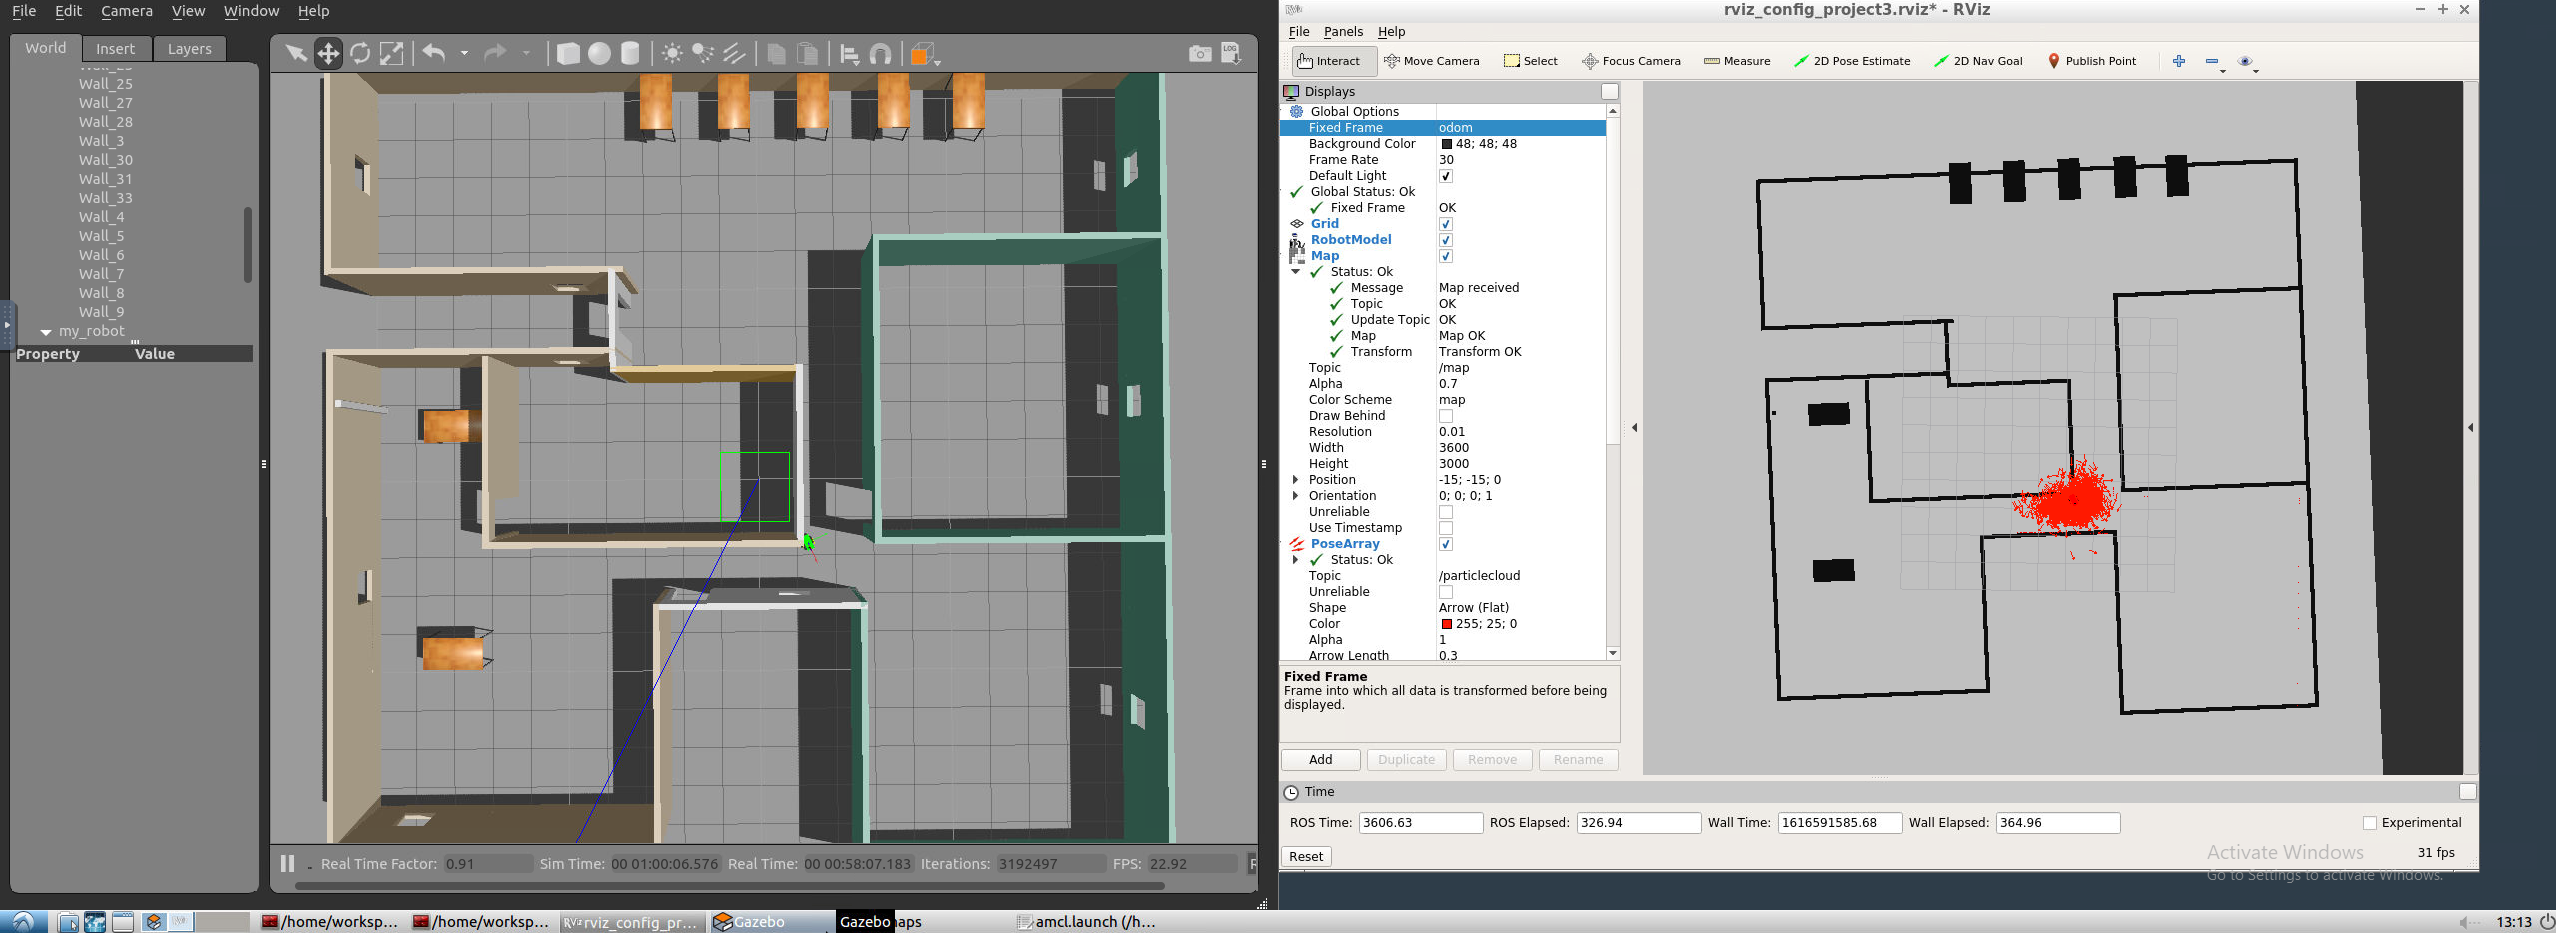 File Edit Camera View Window Help
World Insert Layers
Wall_25
Wall_27
Wall_28
Wall_3
Wall_30
Wall_31
Wall_33
Wall_4
Wall_5
Wall_6
Wall_7
Wall_8
Wall_9
my_robot
Property Value
LOG
Real Time Factor: 0.91 Sim Time: 00 01:00:06.576 Real Time: 00 00:58:07.183 Iterations: 3192497 FPS: 22.92
rviz_config_project3.rviz* - RViz
File Panels Help
Interact Move Camera Select Focus Camera Measure 2D Pose Estimate 2D Nav Goal Publish Point
Displays
Global Options
Fixed Frame odom
Background Color 48; 48; 48
Frame Rate 30
Default Light
Global Status: Ok
Fixed Frame OK
Grid
RobotModel
Map
Status: Ok
Message Map received
Topic OK
Update Topic OK
Map Map OK
Transform Transform OK
Topic /map
Alpha 0.7
Color Scheme map
Draw Behind
Resolution 0.01
Width 3600
Height 3000
Position -15; -15; 0
Orientation 0; 0; 0; 1
Unreliable
Use Timestamp
PoseArray
Status: Ok
Topic /particlecloud
Unreliable
Shape Arrow (Flat)
Color 255; 25; 0
Alpha 1
Arrow Length 0.3
Fixed Frame
Frame into which all data is transformed before being
displayed.
Add Duplicate Remove Rename
Time
ROS Time: 3606.63 ROS Elapsed: 326.94 Wall Time: 1616591585.68 Wall Elapsed: 364.96 Experimental
Reset 31 fps
Activate Windows
Go to Settings to activate Windows.
/home/worksp... /home/worksp... rviz_config_pr... Gazebo Gazebo aps amcl.launch (/h... 13:13